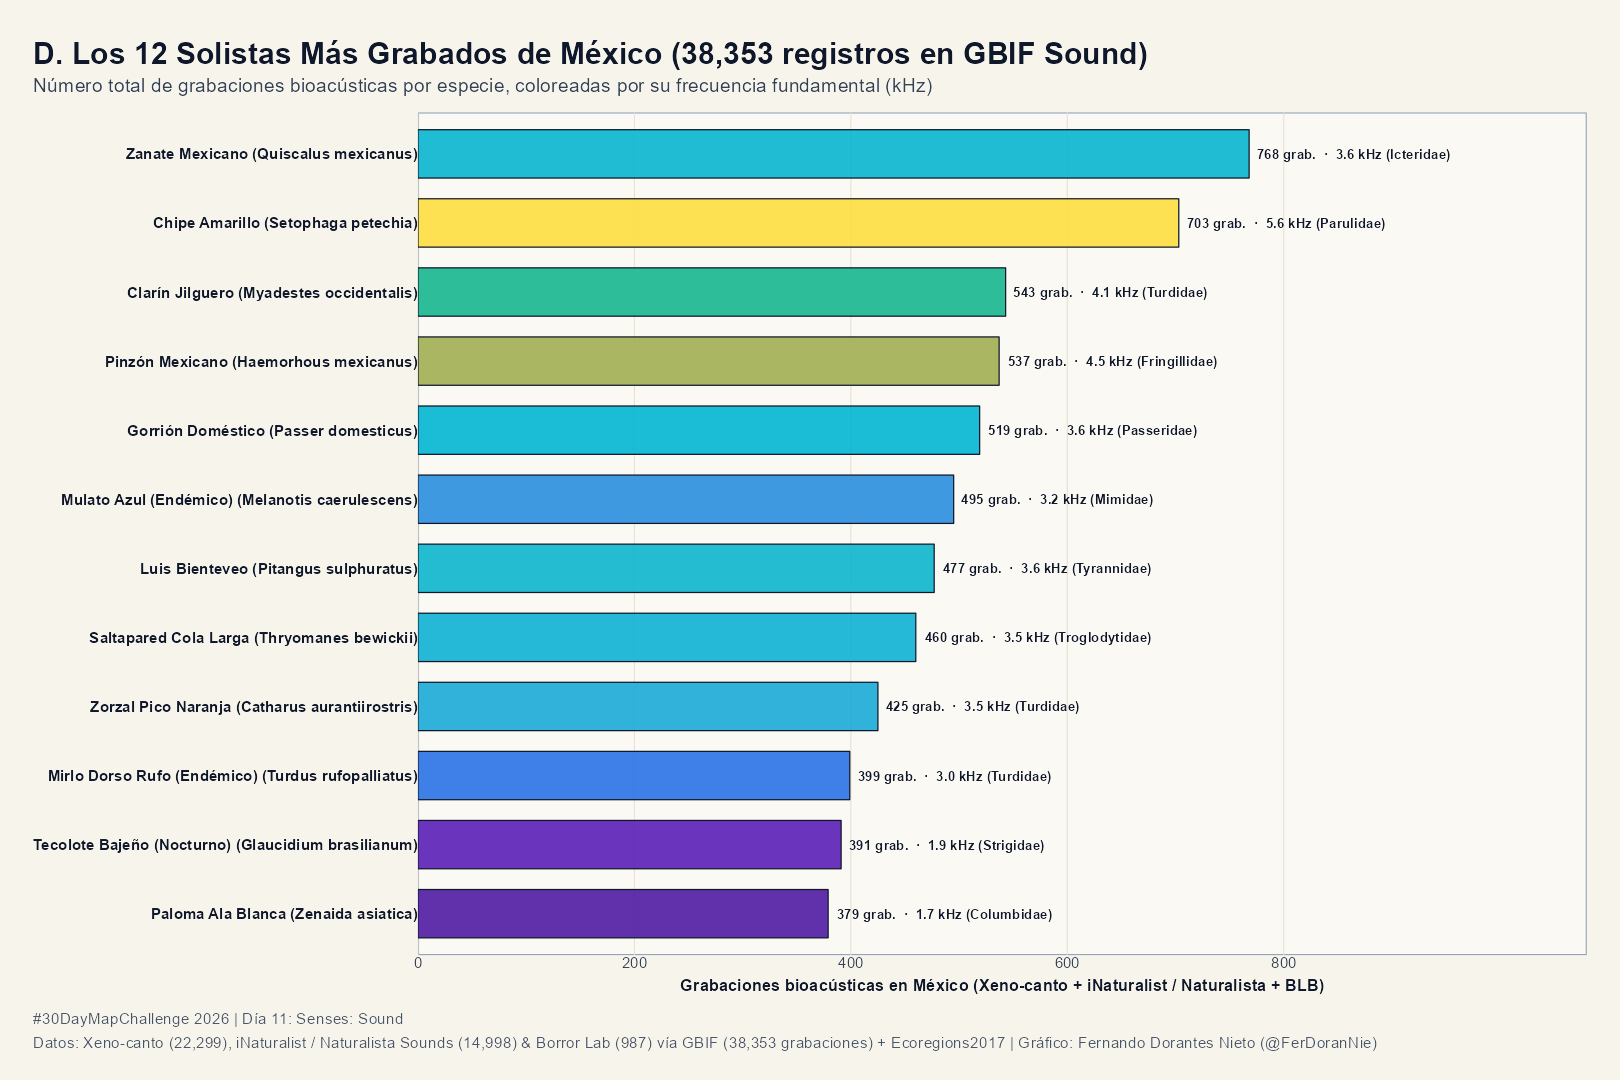 D. Los 12 Solistas Más Grabados de México (38,353 registros en GBIF Sound)
Número total de grabaciones bioacústicas por especie, coloreadas por su frecuencia fundamental (kHz)
Zanate Mexicano (Quiscalus mexicanus) 768 grab. · 3.6 kHz (Icteridae)
Chipe Amarillo (Setophaga petechia) 703 grab. · 5.6 kHz (Parulidae)
Clarín Jilguero (Myadestes occidentalis) 543 grab. · 4.1 kHz (Turdidae)
Pinzón Mexicano (Haemorhous mexicanus) 537 grab. · 4.5 kHz (Fringillidae)
Gorrión Doméstico (Passer domesticus) 519 grab. · 3.6 kHz (Passeridae)
Mulato Azul (Endémico) (Melanotis caerulescens) 495 grab. · 3.2 kHz (Mimidae)
Luis Bienteveo (Pitangus sulphuratus) 477 grab. · 3.6 kHz (Tyrannidae)
Saltapared Cola Larga (Thryomanes bewickii) 460 grab. · 3.5 kHz (Troglodytidae)
Zorzal Pico Naranja (Catharus aurantiirostris) 425 grab. · 3.5 kHz (Turdidae)
Mirlo Dorso Rufo (Endémico) (Turdus rufopalliatus) 399 grab. · 3.0 kHz (Turdidae)
Tecolote Bajeño (Nocturno) (Glaucidium brasilianum) 391 grab. · 1.9 kHz (Strigidae)
Paloma Ala Blanca (Zenaida asiatica) 379 grab. · 1.7 kHz (Columbidae)
0 200 400 600 800
Grabaciones bioacústicas en México (Xeno-canto + iNaturalist / Naturalista + BLB)
#30DayMapChallenge 2026 | Día 11: Senses: Sound
Datos: Xeno-canto (22,299), iNaturalist / Naturalista Sounds (14,998) & Borror Lab (987) vía GBIF (38,353 grabaciones) + Ecoregions2017 | Gráfico: Fernando Dorantes Nieto (@FerDoranNie)